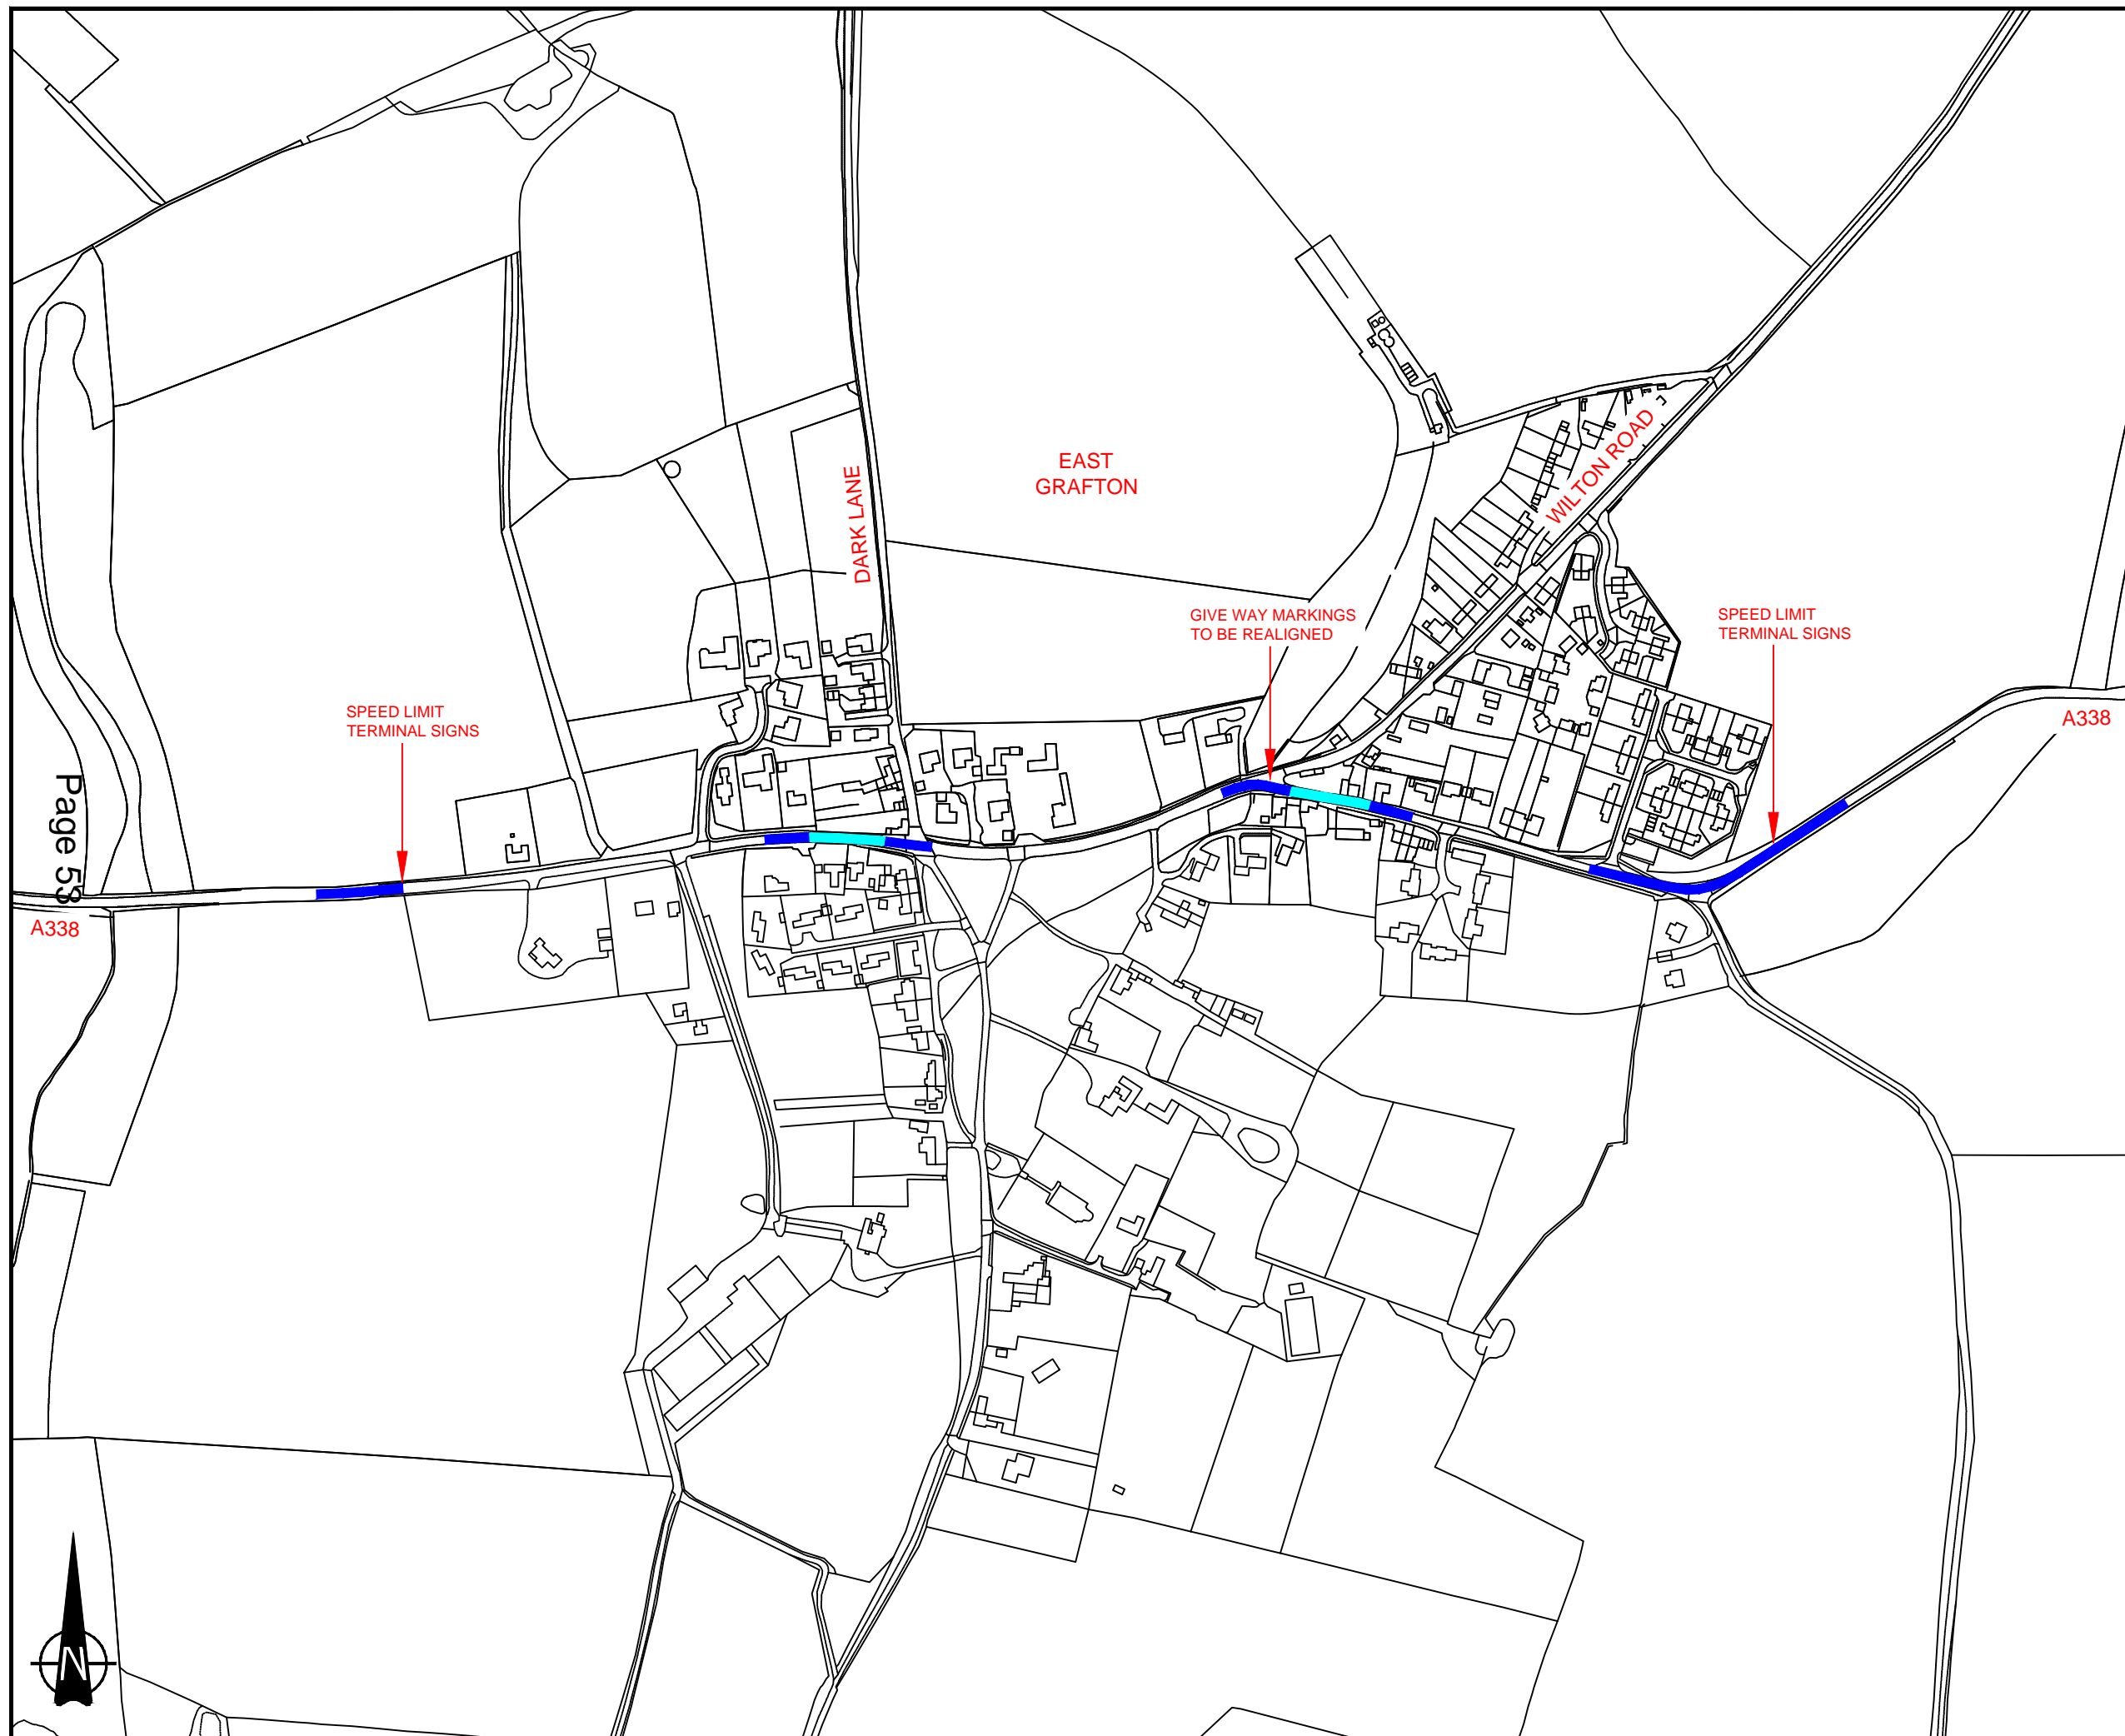 EAST
GRAFTON
WILTON ROAD
DARK LANE
GIVE WAY MARKINGS
TO BE REALIGNED
SPEED LIMIT
TERMINAL SIGNS
SPEED LIMIT
TERMINAL SIGNS
A338
Page 53
A338
N